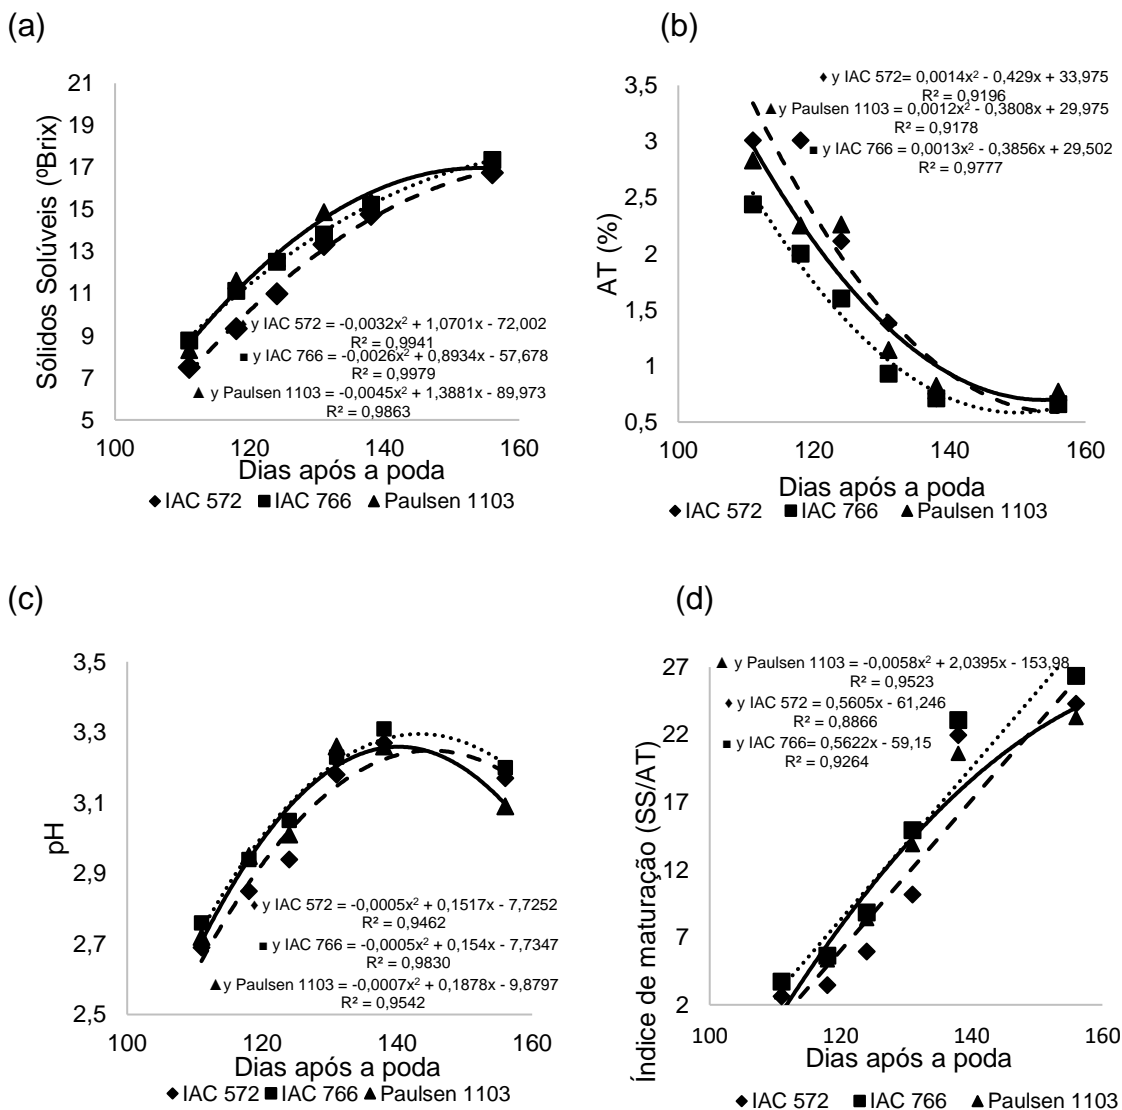 (a)
21
19
17
15
13
11
9
7
5
Sólidos Solúveis (ºBrix)
y IAC 572 = -0,0032x² + 1,0701x - 72,002
R² = 0,9941
y IAC 766 = -0,0026x² + 0,8934x - 57,678
R² = 0,9979
y Paulsen 1103 = -0,0045x² + 1,3881x - 89,973
R² = 0,9863
100 120 140 160
Dias após a poda
IAC 572 IAC 766 Paulsen 1103
(b)
3,5
3
2,5
2
1,5
1
0,5
AT (%)
y IAC 572= 0,0014x² - 0,429x + 33,975
R² = 0,9196
y Paulsen 1103 = 0,0012x² - 0,3808x + 29,975
R² = 0,9178
y IAC 766 = 0,0013x² - 0,3856x + 29,502
R² = 0,9777
100 120 140 160
Dias após a poda
IAC 572 IAC 766 Paulsen 1103
(c)
3,5
3,3
3,1
2,9
2,7
2,5
pH
y IAC 572 = -0,0005x² + 0,1517x - 7,7252
R² = 0,9462
y IAC 766 = -0,0005x² + 0,154x - 7,7347
R² = 0,9830
y Paulsen 1103 = -0,0007x² + 0,1878x - 9,8797
R² = 0,9542
100 120 140 160
Dias após a poda
IAC 572 IAC 766 Paulsen 1103
(d)
27
22
17
12
7
2
Índice de maturação (SS/AT)
y Paulsen 1103 = -0,0058x² + 2,0395x - 153,98
R² = 0,9523
y IAC 572 = 0,5605x - 61,246
R² = 0,8866
y IAC 766= 0,5622x - 59,15
R² = 0,9264
100 120 140 160
Dias após a poda
IAC 572 IAC 766 Paulsen 1103